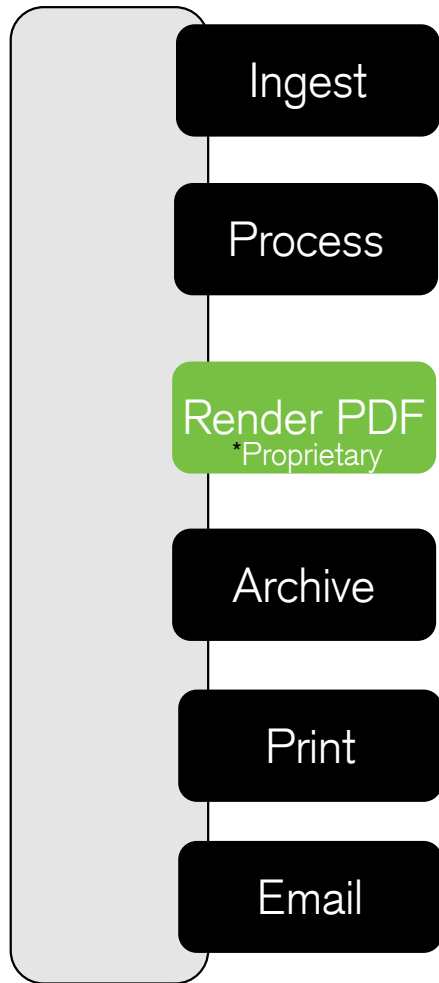 Ingest
Process
Render PDF
*Proprietary
Archive
Print
Email